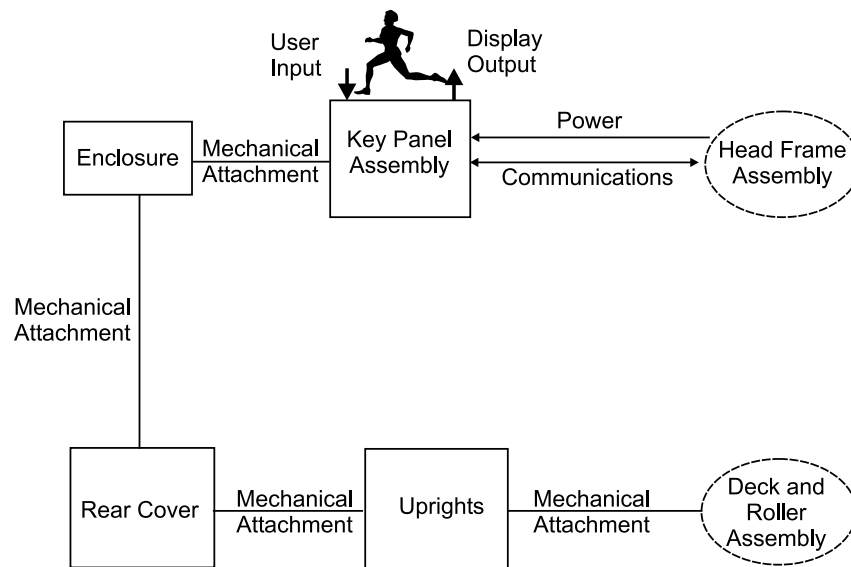 User
Input
Display
Output
Enclosure
Mechanical
Attachment
Key Panel
Assembly
Power
Communications
Head Frame
Assembly
Mechanical
Attachment
Rear Cover
Mechanical
Attachment
Uprights
Mechanical
Attachment
Deck and
Roller
Assembly